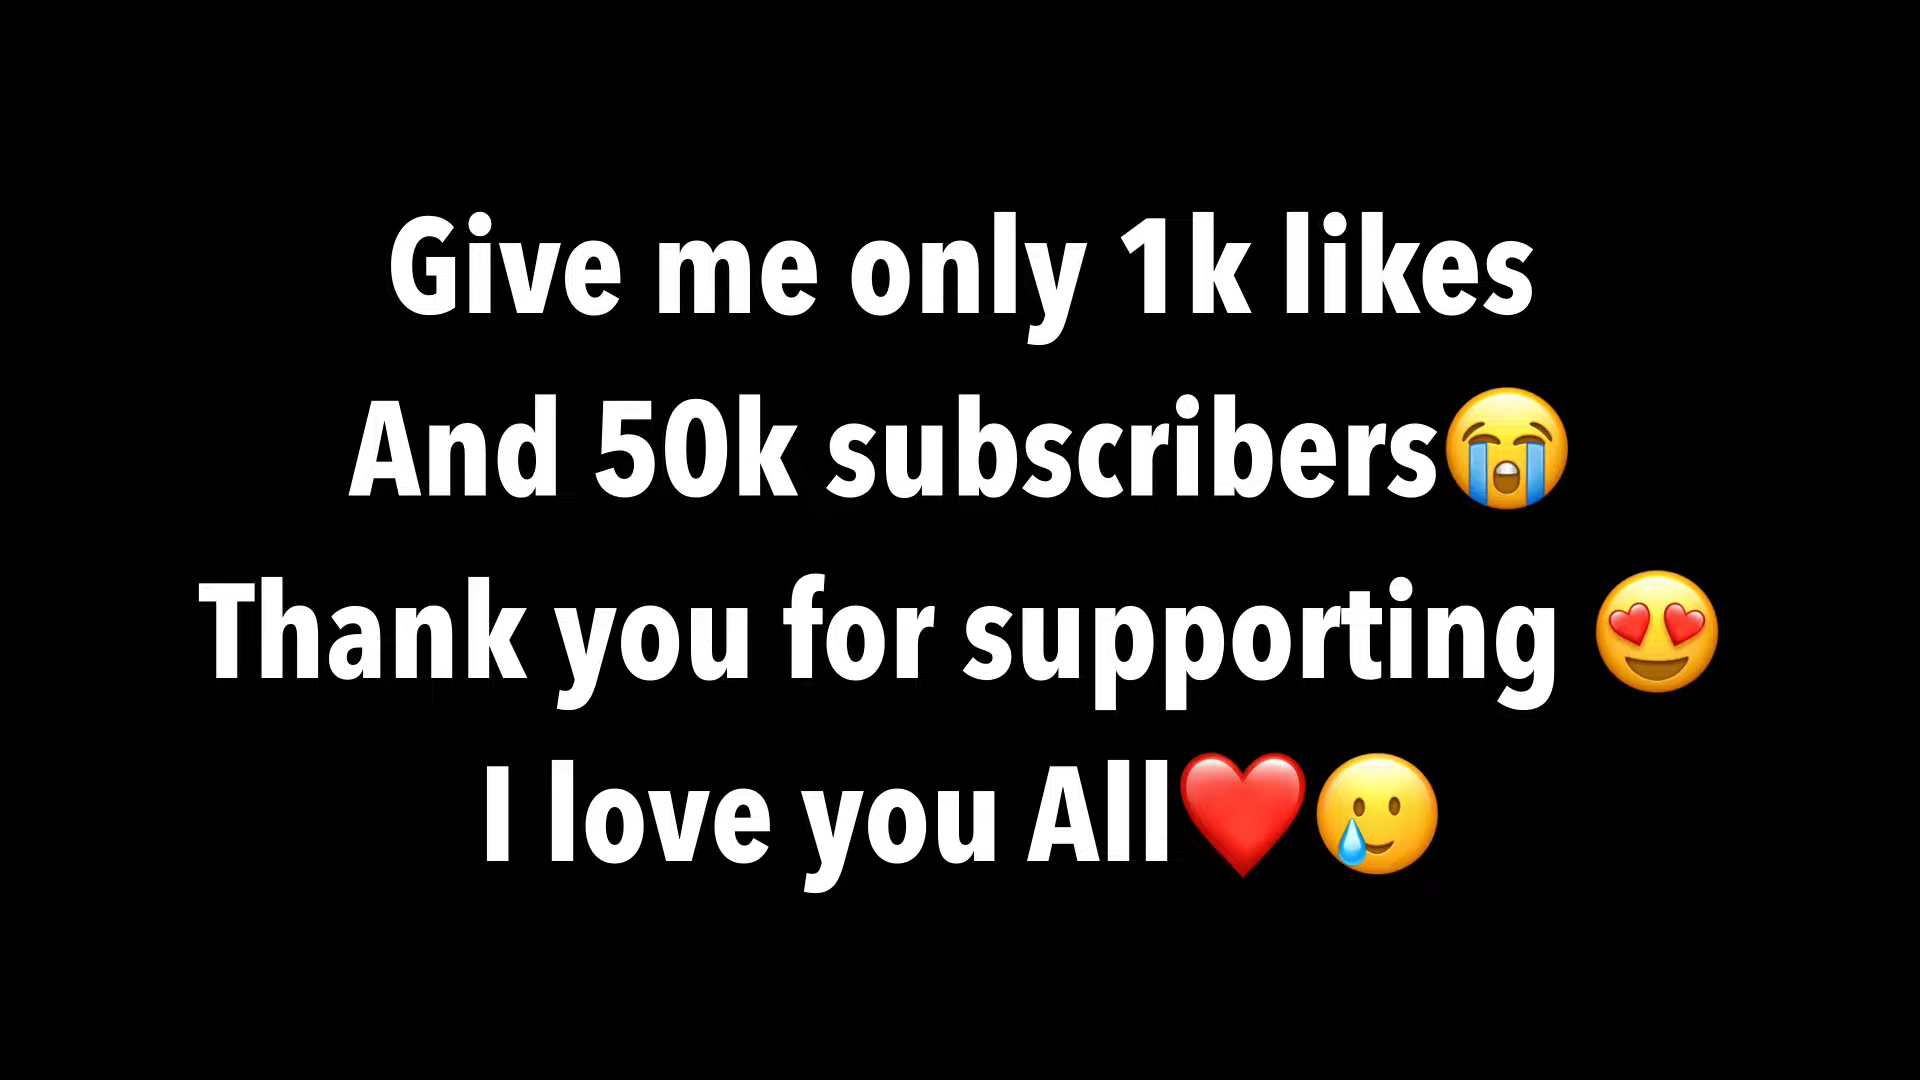 Give me only 1k likes
And 50k subscribers😭
Thank you for supporting 😍
I love you All❤️🥲